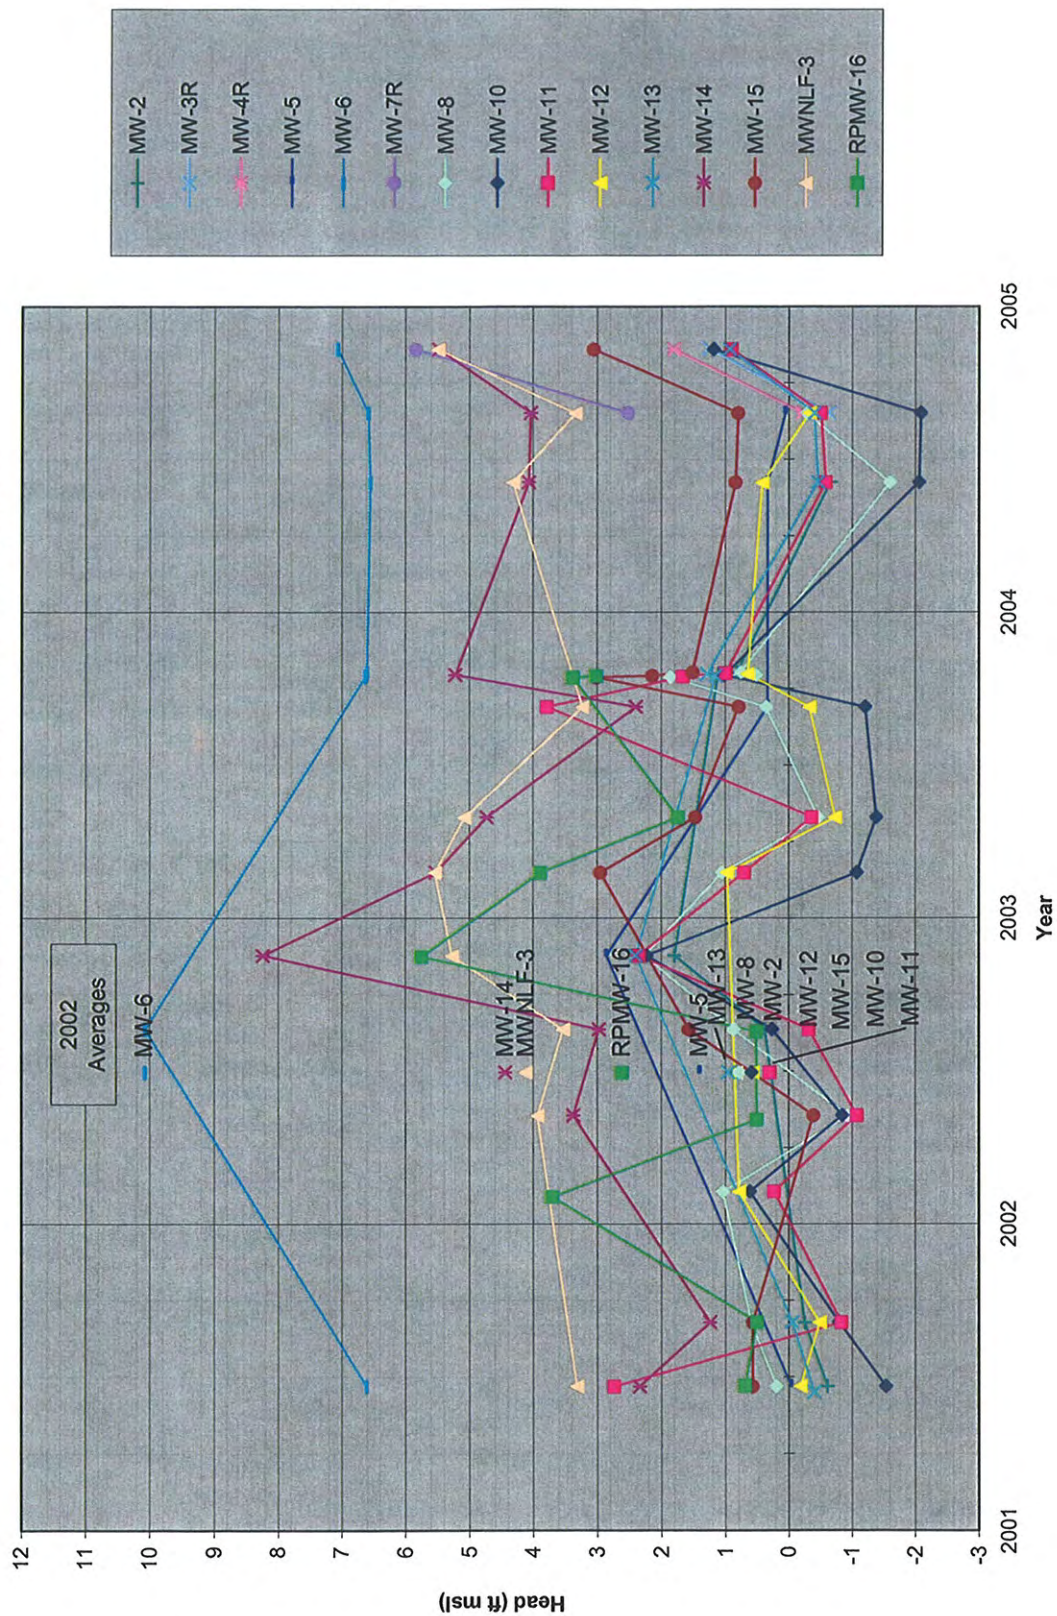 12
11
10
9
8
7
6
5
4
3
2
1
0
-1
-2
-3
Head (ft msl)
2001
2002
2003
2004
2005
Year
2002
Averages
MW-6
MW-14
MWNLF-3
RPMW-16
MW-5
MW-13
MW-8
MW-2
MW-12
MW-15
MW-10
MW-11
MW-2
MW-3R
MW-4R
MW-5
MW-6
MW-7R
MW-8
MW-10
MW-11
MW-12
MW-13
MW-14
MW-15
MWNLF-3
RPMW-16